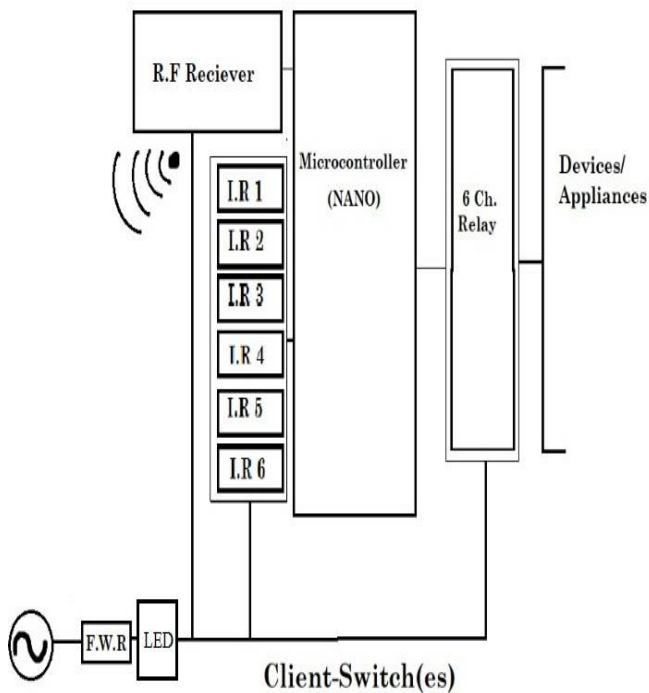 R.F Reciever
Microcontroller
(NANO)
I.R 1
I.R 2
I.R 3
I.R 4
I.R 5
I.R 6
6 Ch.
Relay
Devices/
Appliances
F.W.R
LED
Client-Switch(es)